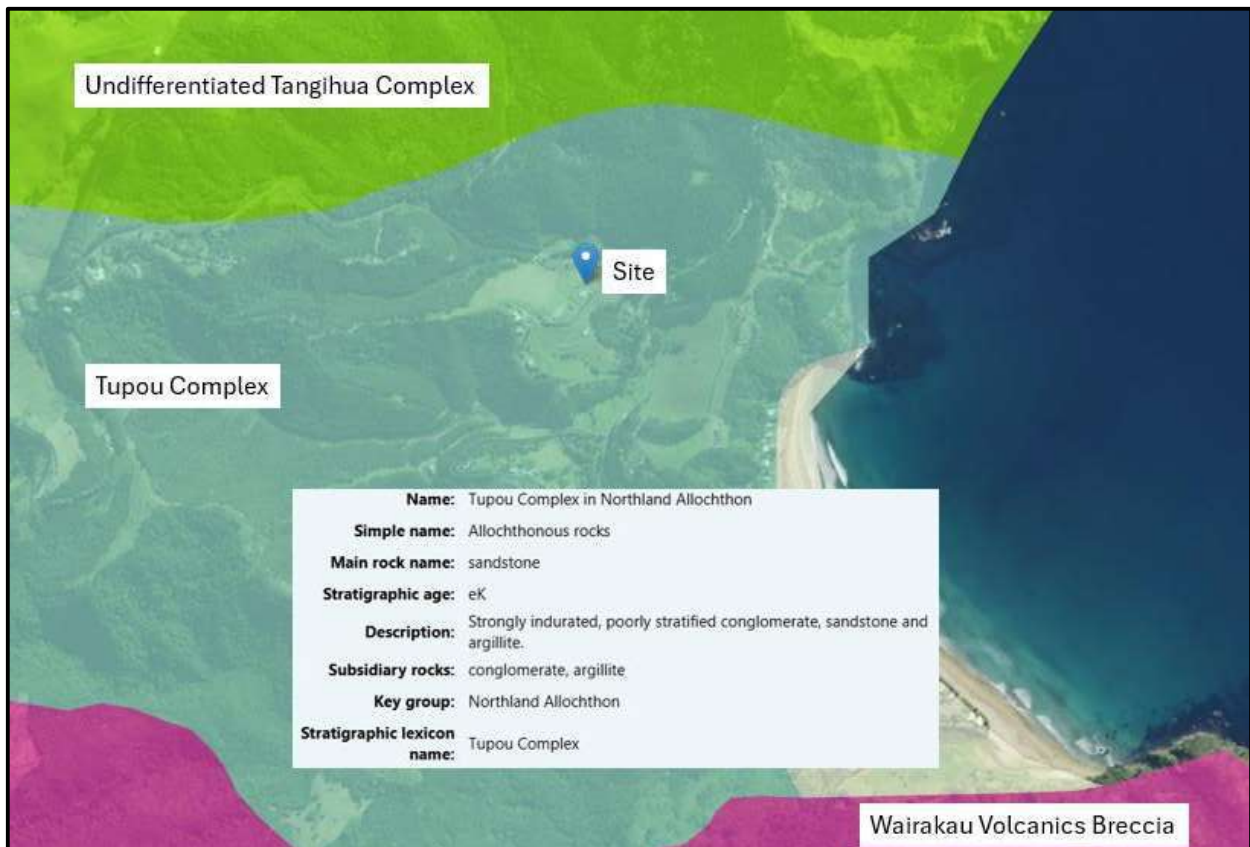 Undifferentiated Tangihua Complex
Site
Tupou Complex
Name: Tupou Complex in Northland Allochthon
Simple name: Allochthonous rocks
Main rock name: sandstone
Stratigraphic age: eK
Description: Strongly indurated, poorly stratified conglomerate, sandstone and
argillite.
Subsidiary rocks: conglomerate, argillite
Key group: Northland Allochthon
Stratigraphic lexicon
name: Tupou Complex
Wairakau Volcanics Breccia